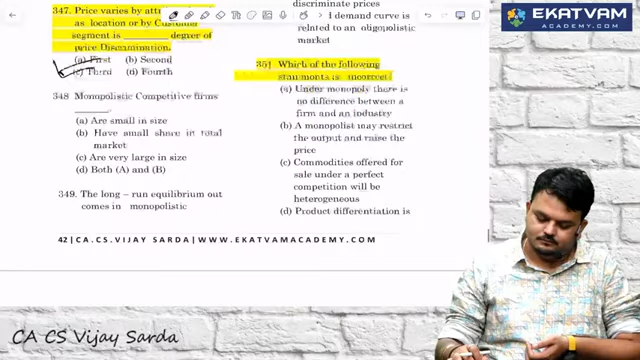 347. Price varies by attr
as location or by Customer
segment is ________ degree of
price Discrimination.
(a) First (b) Second
(c) Third (d) Fourth
348 Monopolistic Competitive firms
______.
(a) Are small in size
(b) Have small share in total
market
(c) Are very large in size
(d) Both (A) and (B)
349. The long – run equilibrium out
comes in monopolistic
discriminate prices
demand curve is
related to an oligopolistic
market
351 Which of the following
statements is incorrect
(a) Under monopoly there is
no difference between a
firm and an industry
(b) A monopolist may restrict
the output and raise the
price
(c) Commodities offered for
sale under a perfect
competition will be
heterogeneous
(d) Product differentiation is
42|CA.CS.VIJAY SARDA|WWW.EKATVAMACADEMY.COM
EKATVAM
ACADEMY.COM
CA CS Vijay Sarda